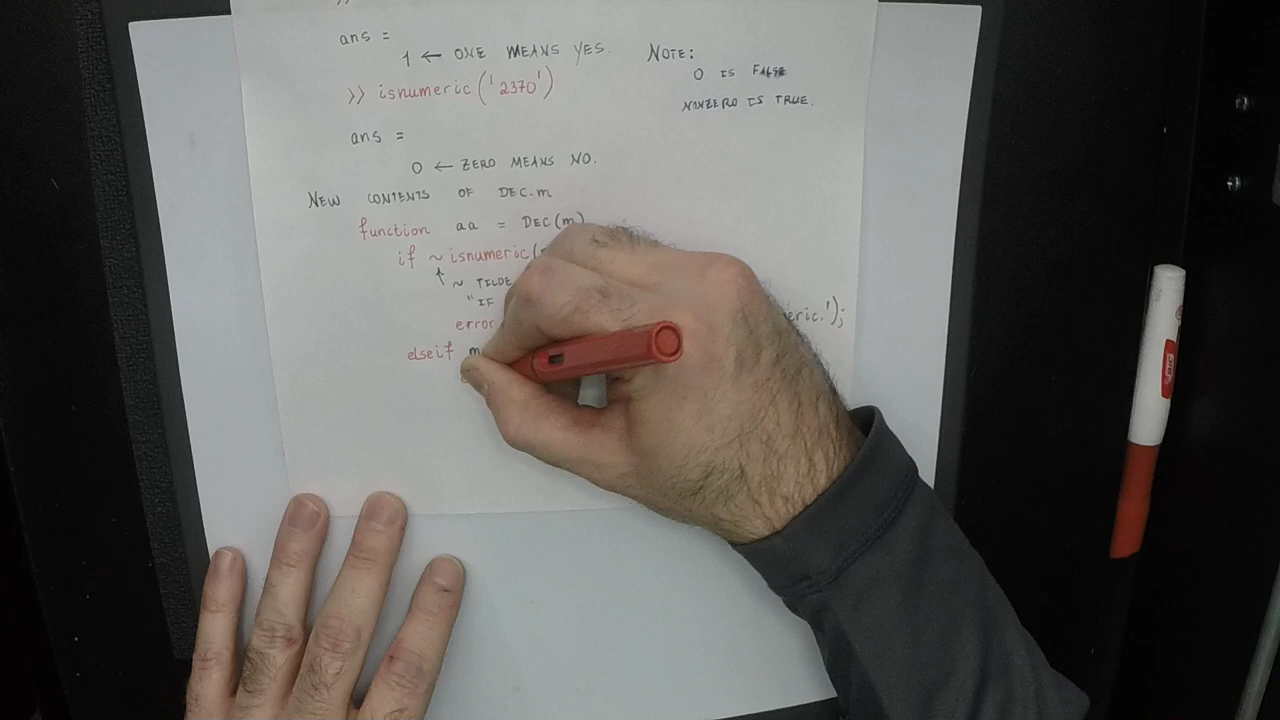 ans =
1 ← ONE MEANS YES.
NOTE:
0 IS FALSE
NONZERO IS TRUE.
>> isnumeric('2370')
ans =
0 ← ZERO MEANS NO.
NEW CONTENTS OF DEC.m
function aa = DEC(m)
if ~ isnumeric(
↑ ~ TILDE
"IF
error eric.');
elseif m
BIC